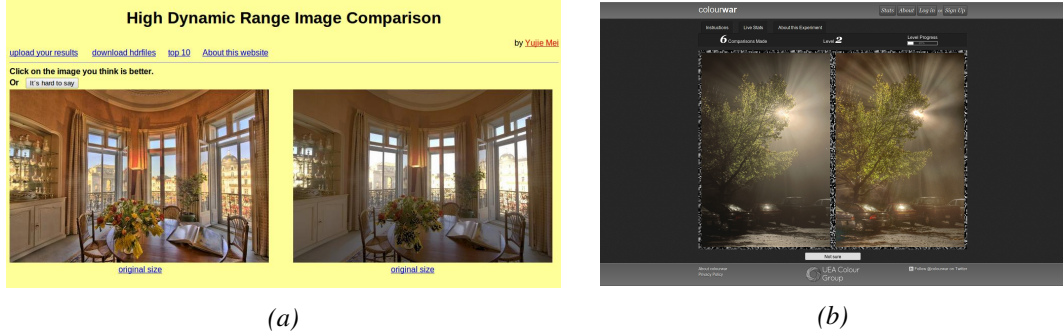 High Dynamic Range Image Comparison
by Yujie Mei
upload your results download hdrfiles top 10 About this website
Click on the image you think is better.
Or It's hard to say
original size original size
(a)
colourwar
Stats About Log In or Sign Up
Instructions Live Stats About this Experiment
6 Comparisons Made Level 2 Level Progress
Not sure
About colourwar
Privacy Policy
UEA Colour
Group
Follow @colourwar on Twitter
(b)